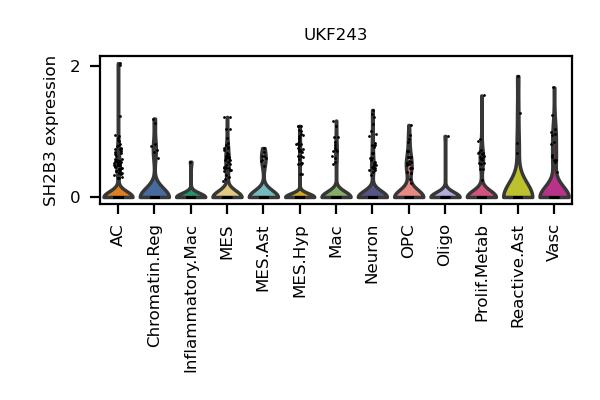 UKF243
SH2B3 expression
2
0
AC
Chromatin.Reg
Inflammatory.Mac
MES
MES.Ast
MES.Hyp
Mac
Neuron
OPC
Oligo
Prolif.Metab
Reactive.Ast
Vasc